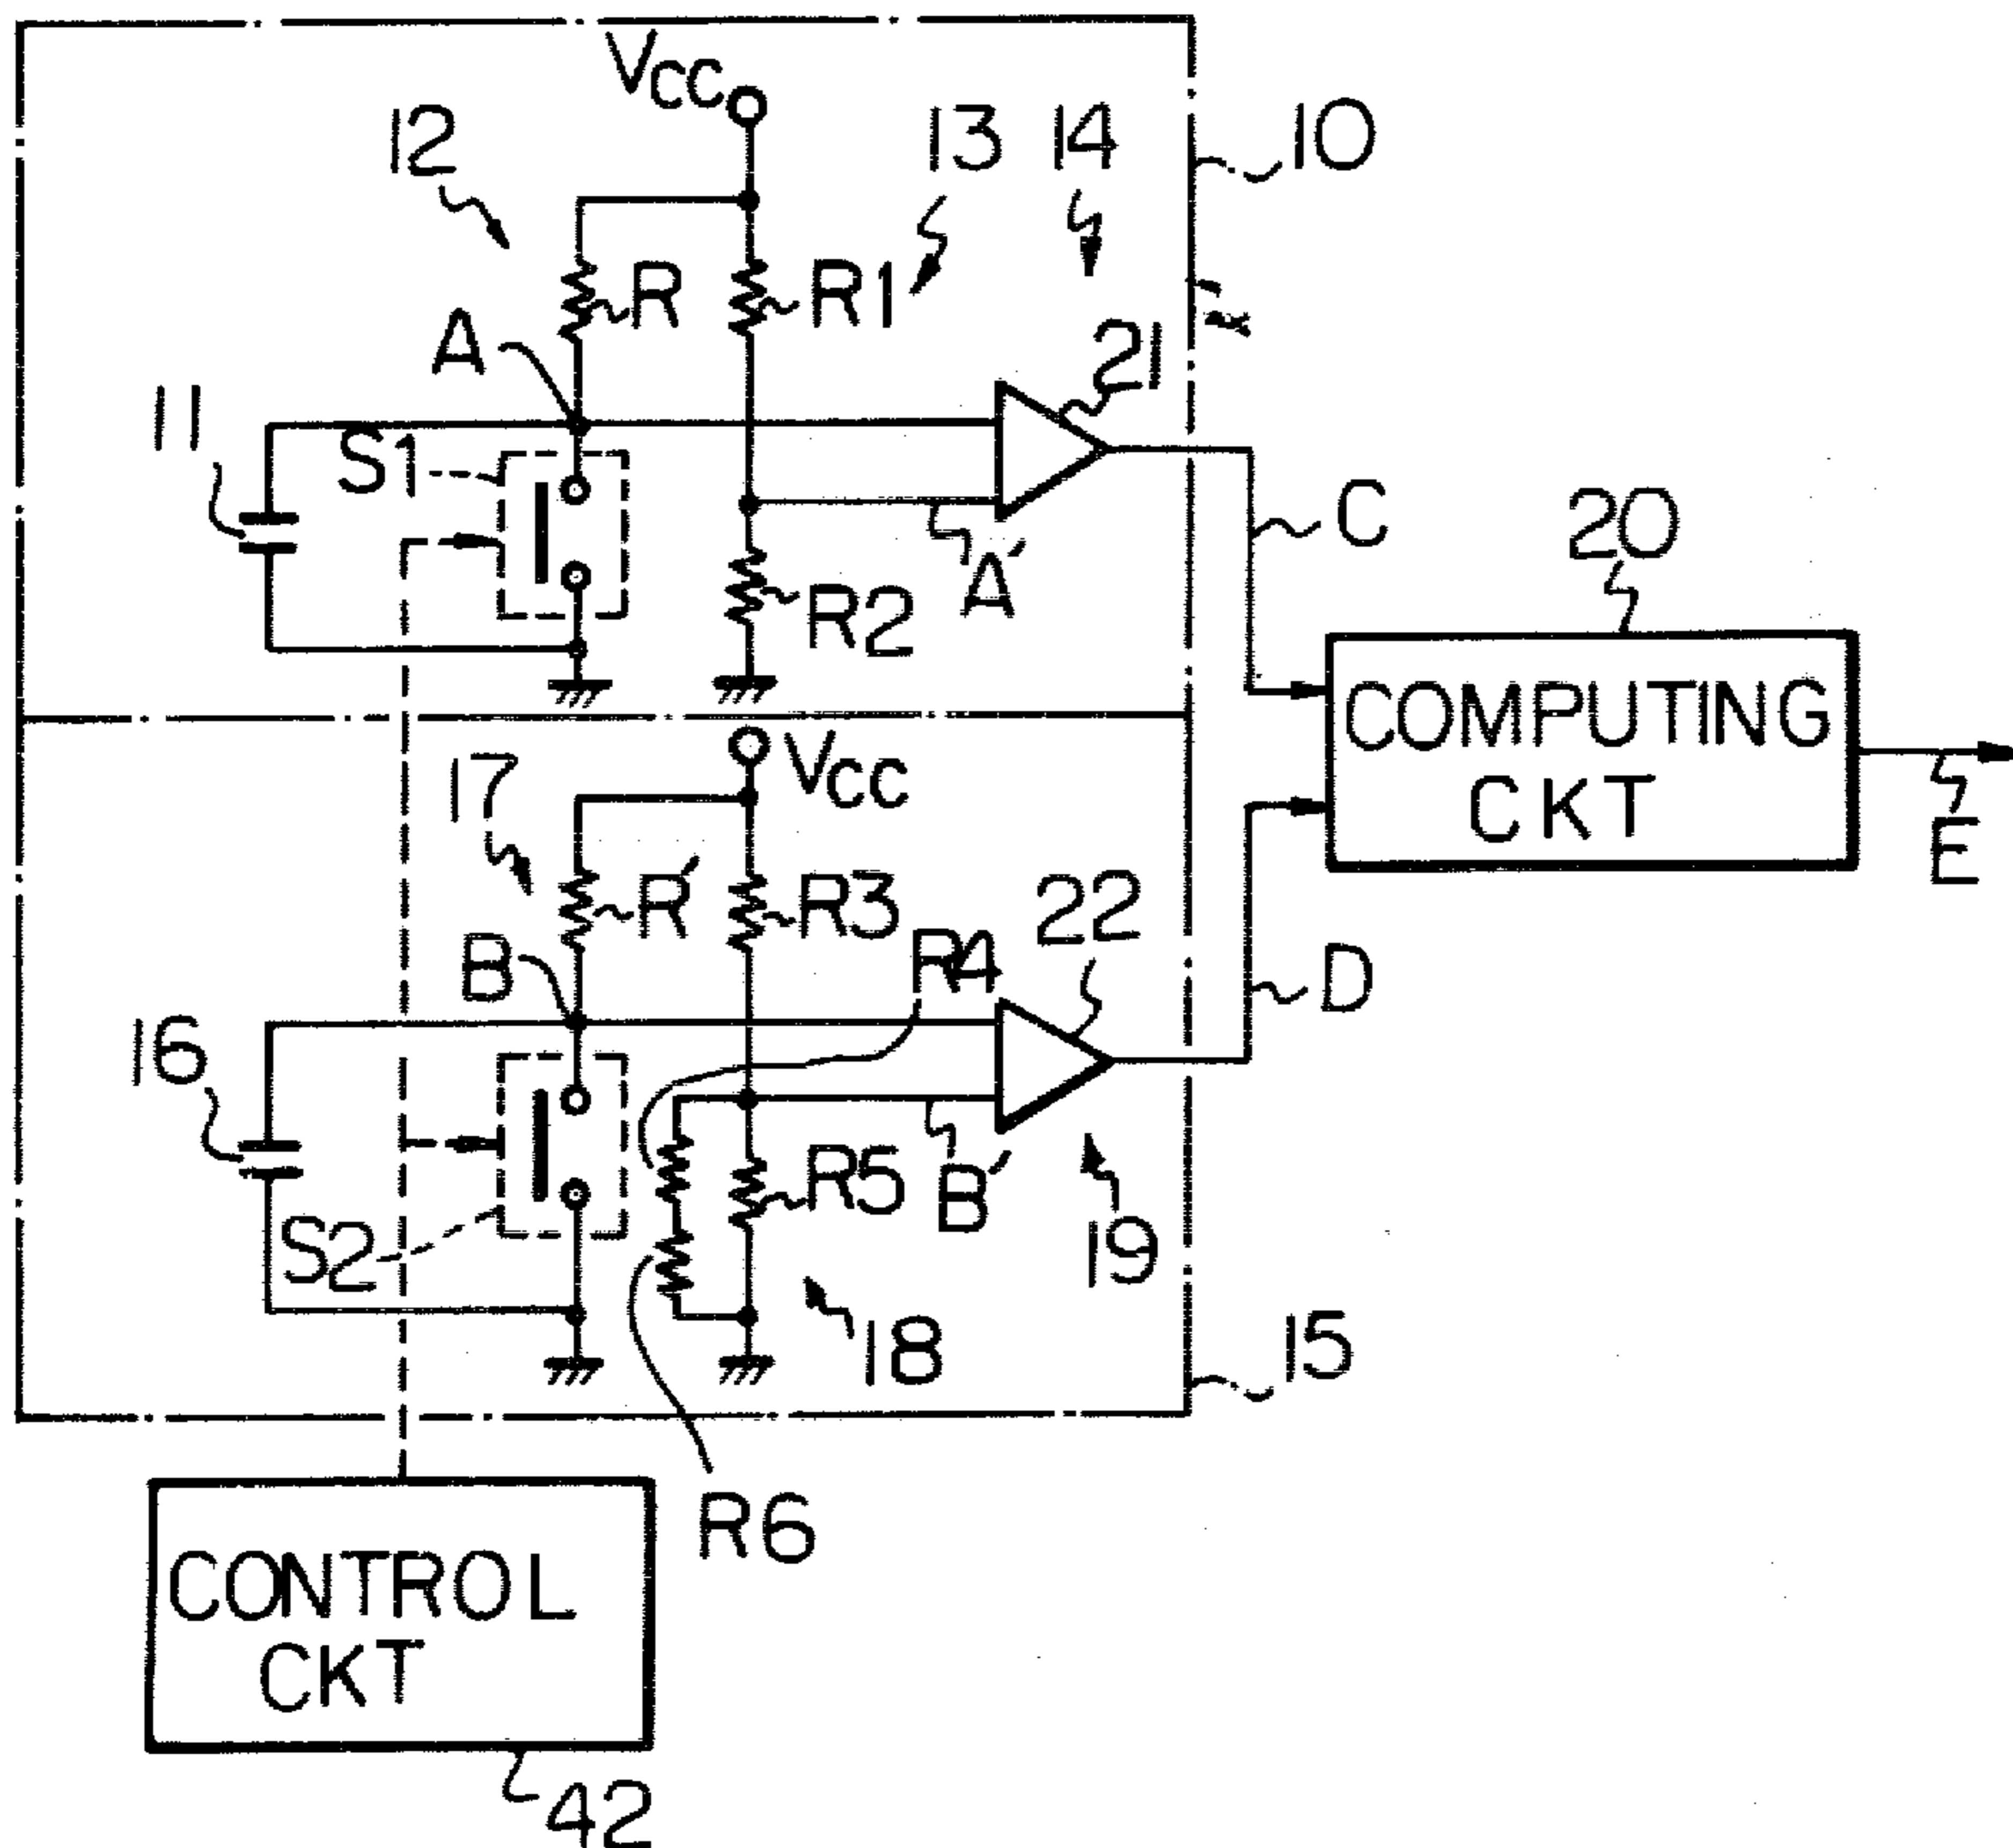 VCC
12
13
14
10
R
R1
A
21
11
S1
C
20
A'
R2
COMPUTING
CKT
VCC
17
E
R'
R3
22
R4
B
D
16
R5
B'
S2
19
18
15
R6
CONTROL
CKT
42